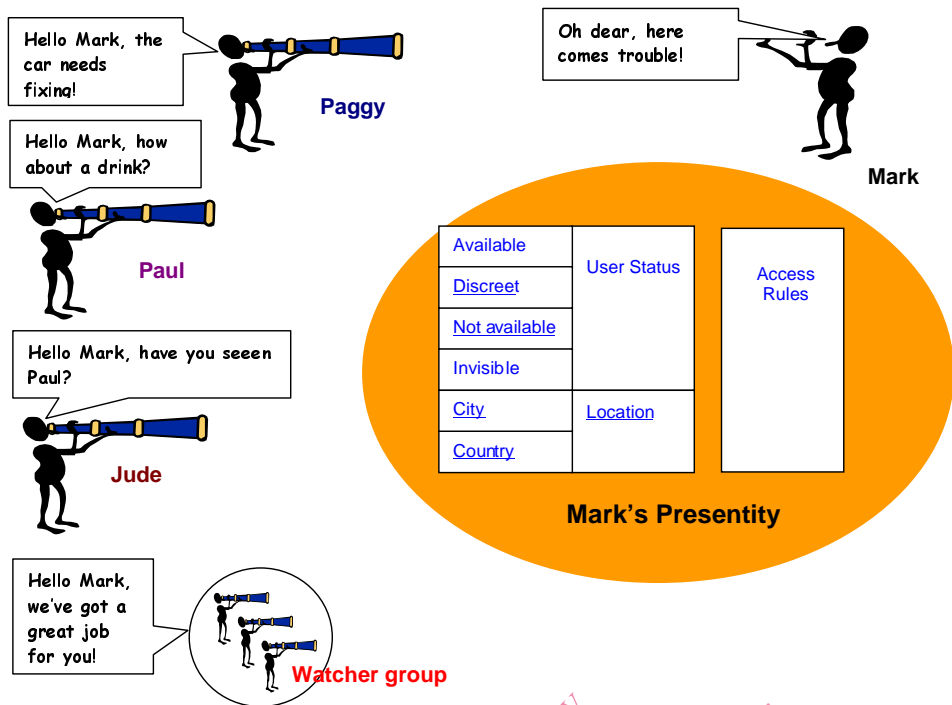 Hello Mark, the
car needs
fixing!
Paggy
Oh dear, here
comes trouble!
Mark
Hello Mark, how
about a drink?
Paul
Hello Mark, have you seeen
Paul?
Jude
Available
Discreet
Not available
Invisible
City
Country
User Status
Location
Access
Rules
Mark's Presentity
Hello Mark,
we've got a
great job
for you!
Watcher group